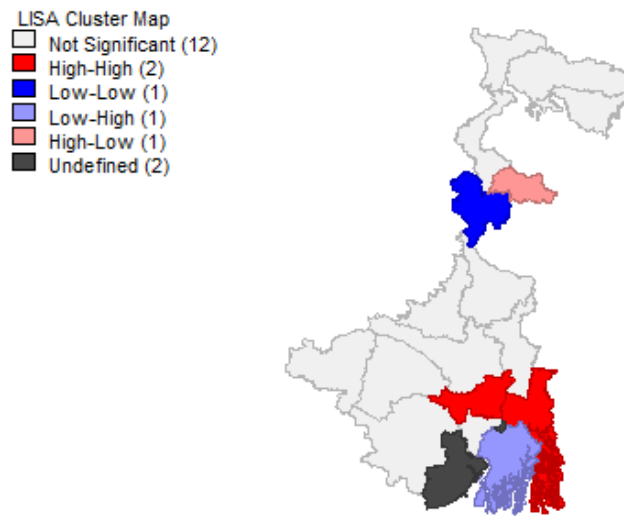 LISA Cluster Map
Not Significant (12)
High-High (2)
Low-Low (1)
Low-High (1)
High-Low (1)
Undefined (2)